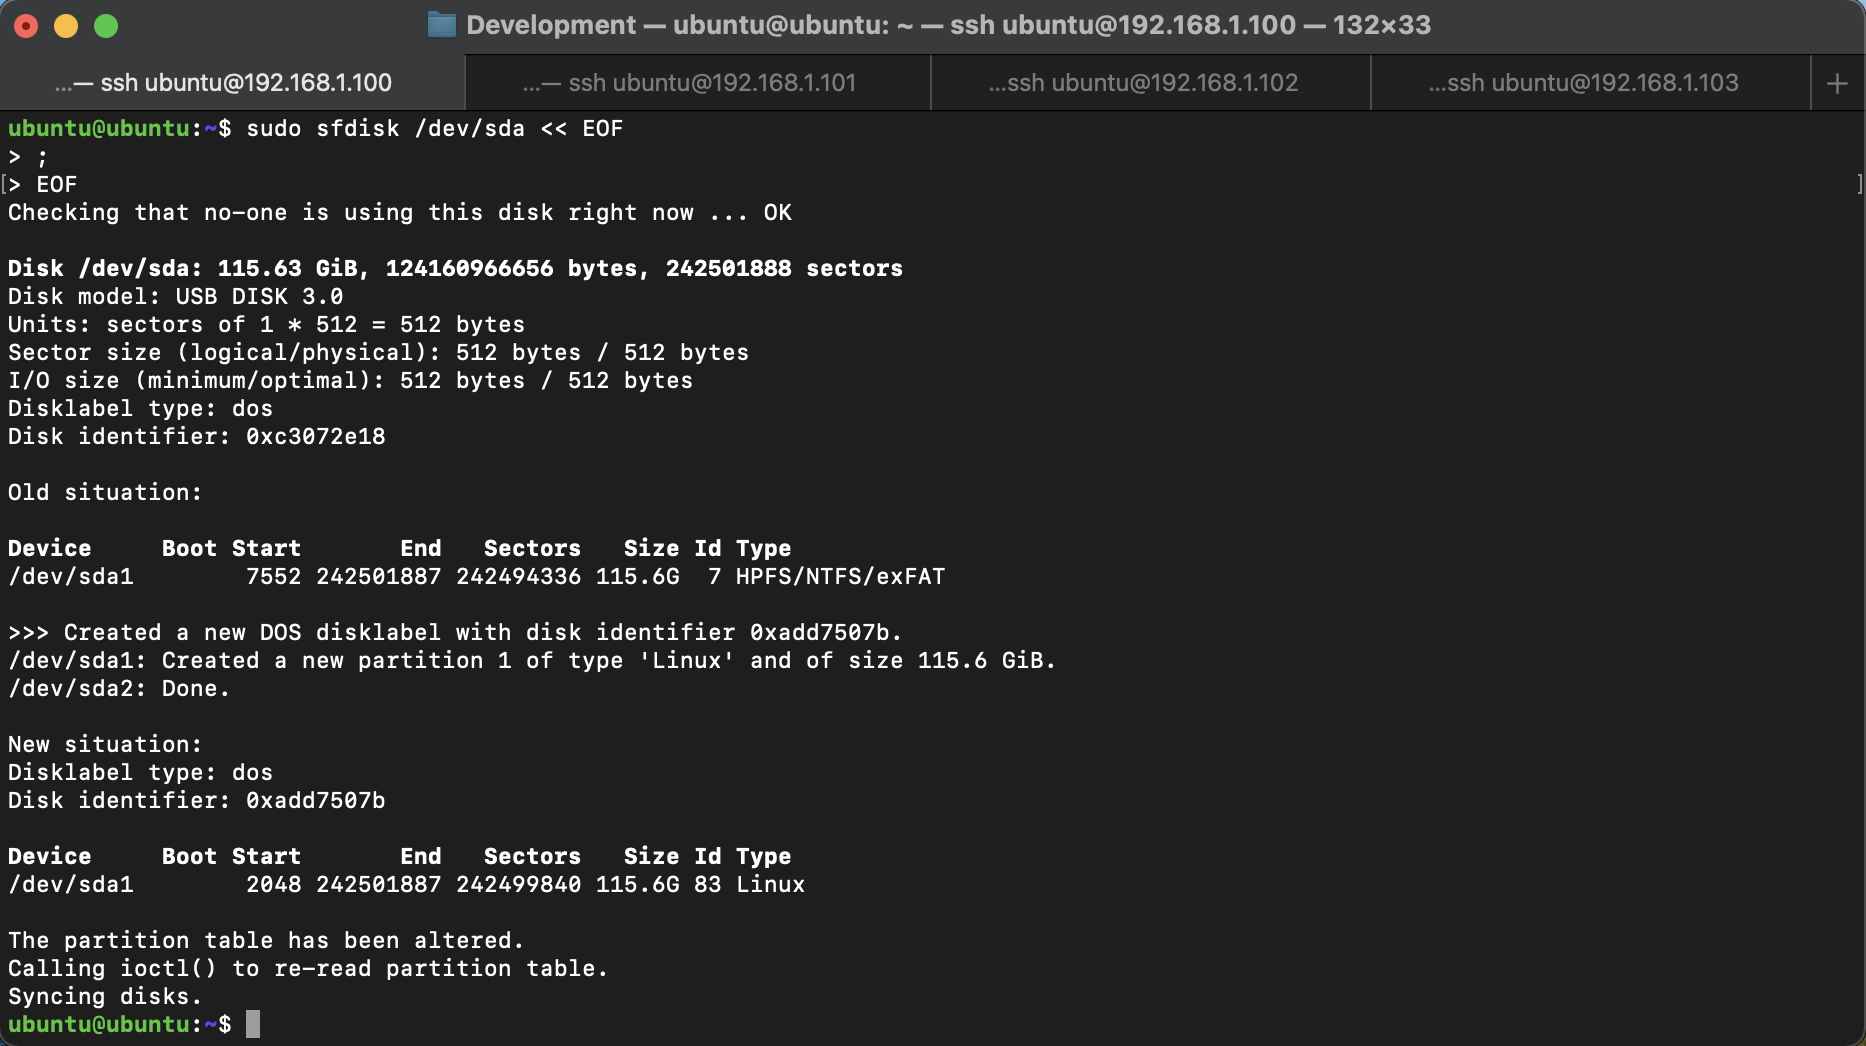 Development — ubuntu@ubuntu: ~ — ssh ubuntu@192.168.1.100 — 132×33
...— ssh ubuntu@192.168.1.100 ...— ssh ubuntu@192.168.1.101 ...ssh ubuntu@192.168.1.102 ...ssh ubuntu@192.168.1.103 +
ubuntu@ubuntu:~$ sudo sfdisk /dev/sda << EOF
> ;
[> EOF ]
Checking that no-one is using this disk right now ... OK
Disk /dev/sda: 115.63 GiB, 124160966656 bytes, 242501888 sectors
Disk model: USB DISK 3.0
Units: sectors of 1 * 512 = 512 bytes
Sector size (logical/physical): 512 bytes / 512 bytes
I/O size (minimum/optimal): 512 bytes / 512 bytes
Disklabel type: dos
Disk identifier: 0xc3072e18
Old situation:
Device     Boot Start       End   Sectors   Size Id Type
/dev/sda1        7552 242501887 242494336 115.6G  7 HPFS/NTFS/exFAT
>>> Created a new DOS disklabel with disk identifier 0xadd7507b.
/dev/sda1: Created a new partition 1 of type 'Linux' and of size 115.6 GiB.
/dev/sda2: Done.
New situation:
Disklabel type: dos
Disk identifier: 0xadd7507b
Device     Boot Start       End   Sectors   Size Id Type
/dev/sda1        2048 242501887 242499840 115.6G 83 Linux
The partition table has been altered.
Calling ioctl() to re-read partition table.
Syncing disks.
ubuntu@ubuntu:~$